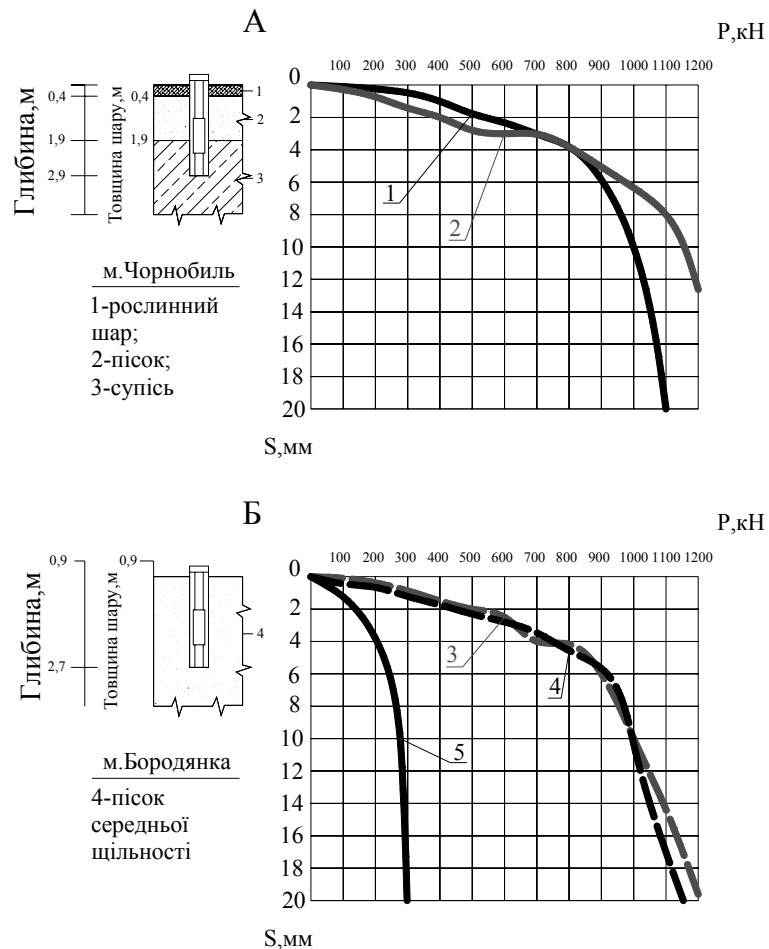 А
Р,кН
100 200 300 400 500 600 700 800 900 1000 1100 1200
0
2
4
6
8
10
12
14
16
18
20
S,мм
1
2
Глибина,м
0,4
1,9
2,9
Товщина шару,м
0,4
1,9
1
2
3
м.Чорнобиль
1-рослинний
шар;
2-пісок;
3-супісь
Б
Р,кН
100 200 300 400 500 600 700 800 900 1000 1100 1200
0
2
4
6
8
10
12
14
16
18
20
S,мм
3
4
5
Глибина,м
0,9
2,7
Товщина шару,м
0,9
4
м.Бородянка
4-пісок
середньої
щільності